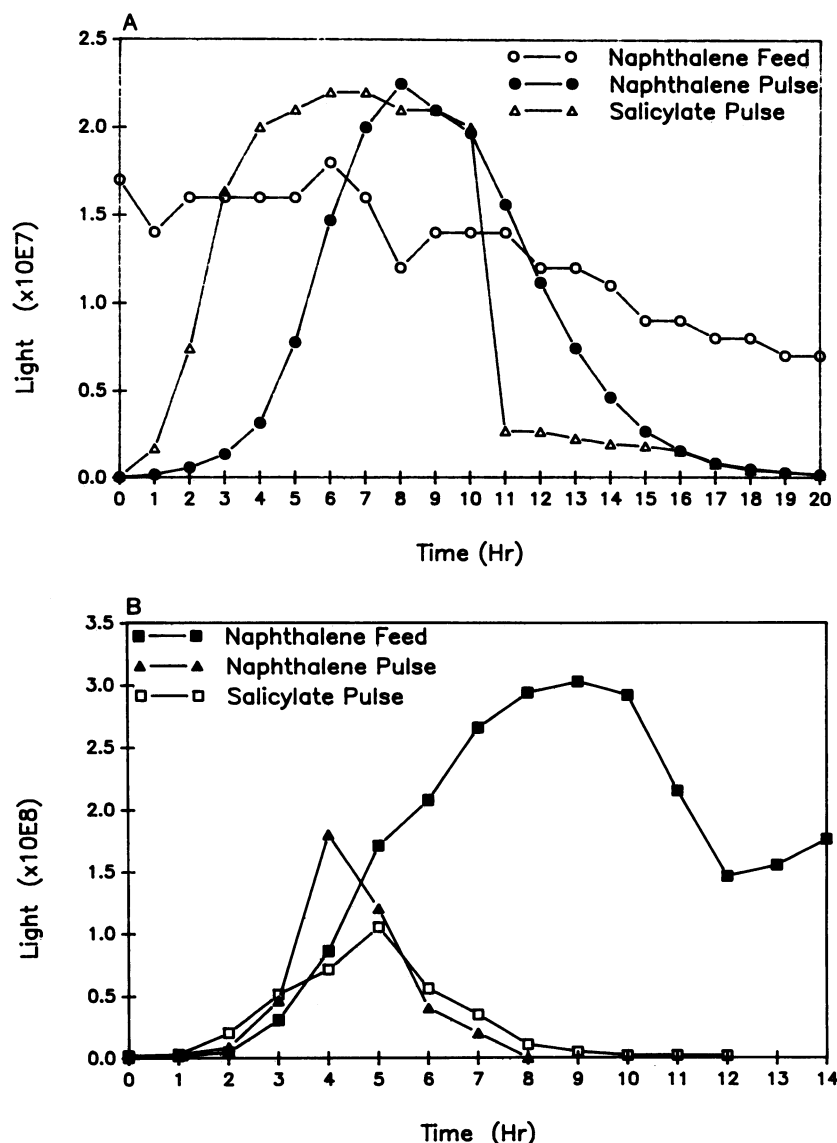 A
2.5
2.0
1.5
1.0
0.5
0.0
Light (x10E7)
Naphthalene Feed
Naphthalene Pulse
Salicylate Pulse
0 1 2 3 4 5 6 7 8 9 10 11 12 13 14 15 16 17 18 19 20
Time (Hr)
B
3.5
3.0
2.5
2.0
1.5
1.0
0.5
0.0
Light (x10E8)
Naphthalene Feed
Naphthalene Pulse
Salicylate Pulse
0 1 2 3 4 5 6 7 8 9 10 11 12 13 14
Time (Hr)